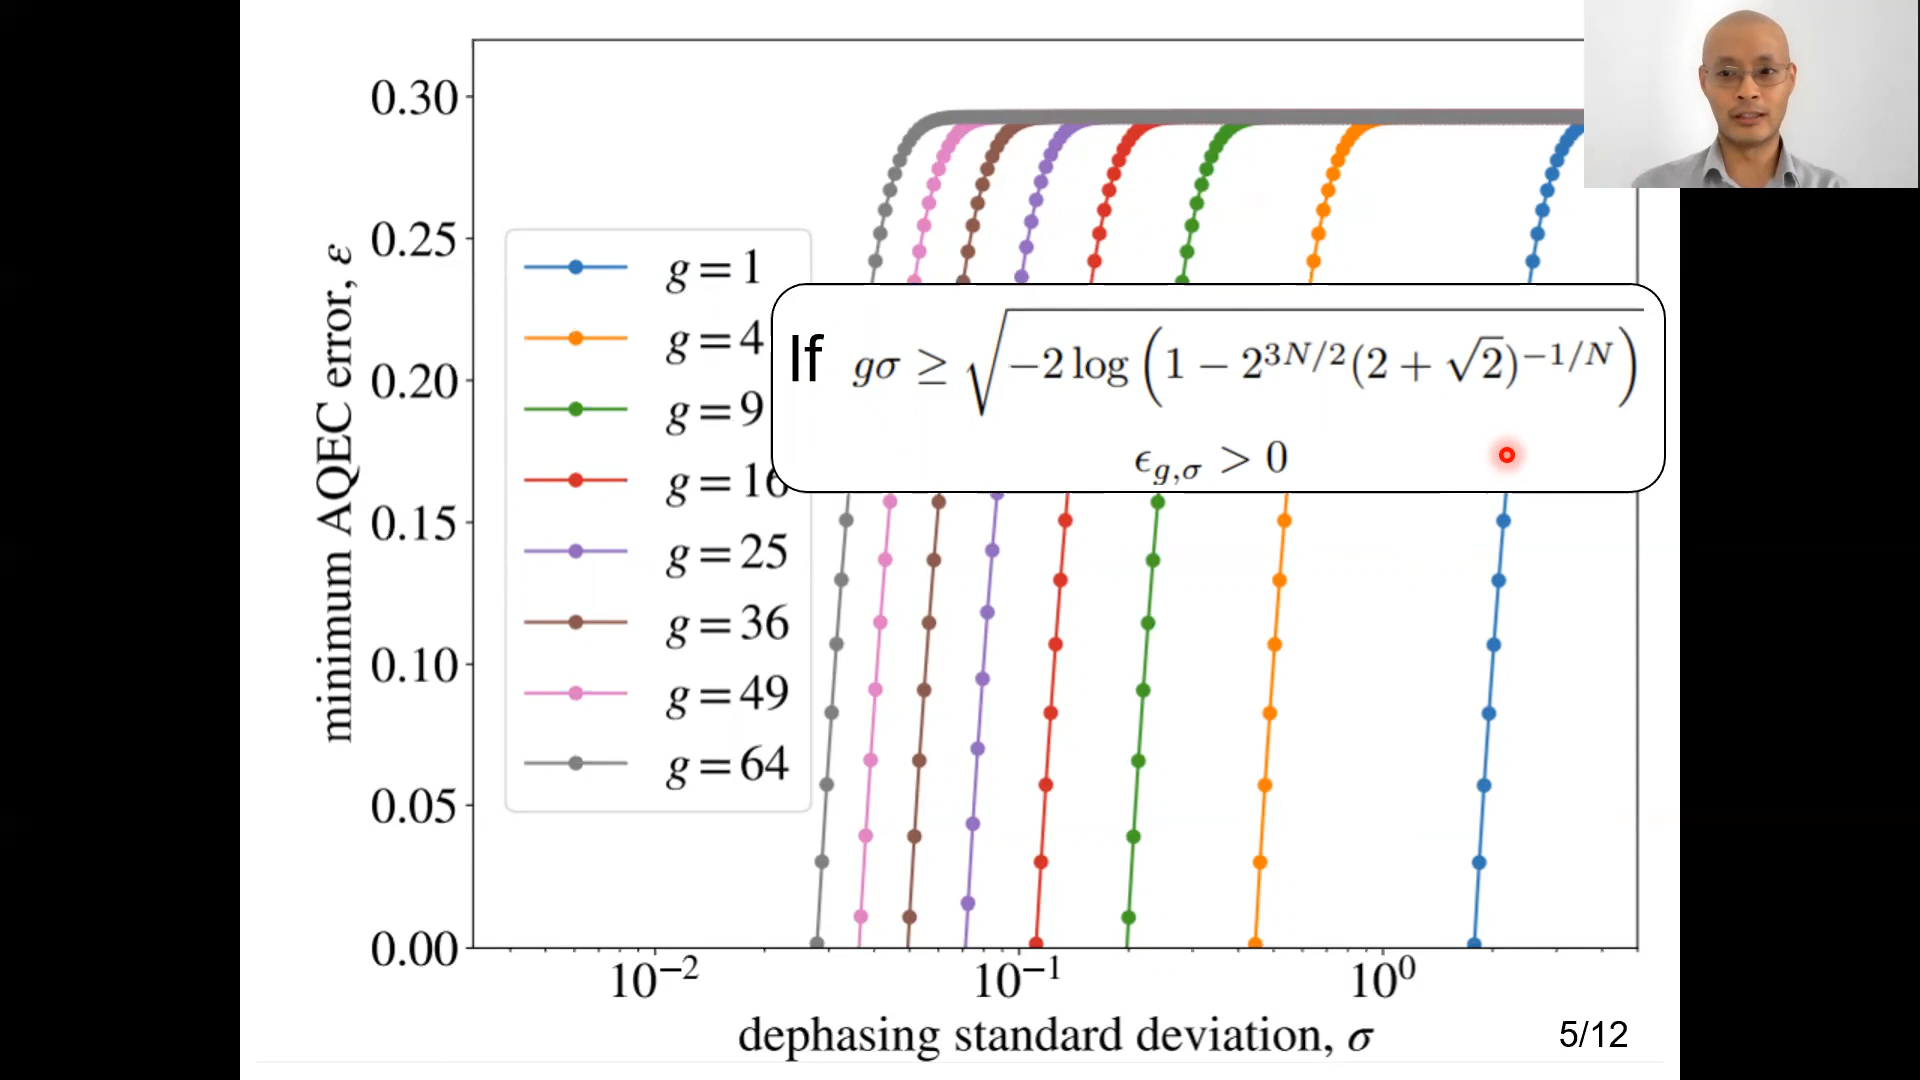 0.30
0.25
0.20
0.15
0.10
0.05
0.00
minimum AQEC error, ε
g=1
g=4
g=9
g=16
g=25
g=36
g=49
g=64
If gσ ≥ √(−2 log (1 − 2^{3N/2}(2 + √2)^{−1/N}))
ϵ_{g,σ} > 0
10⁻² 10⁻¹ 10⁰
dephasing standard deviation, σ
5/12